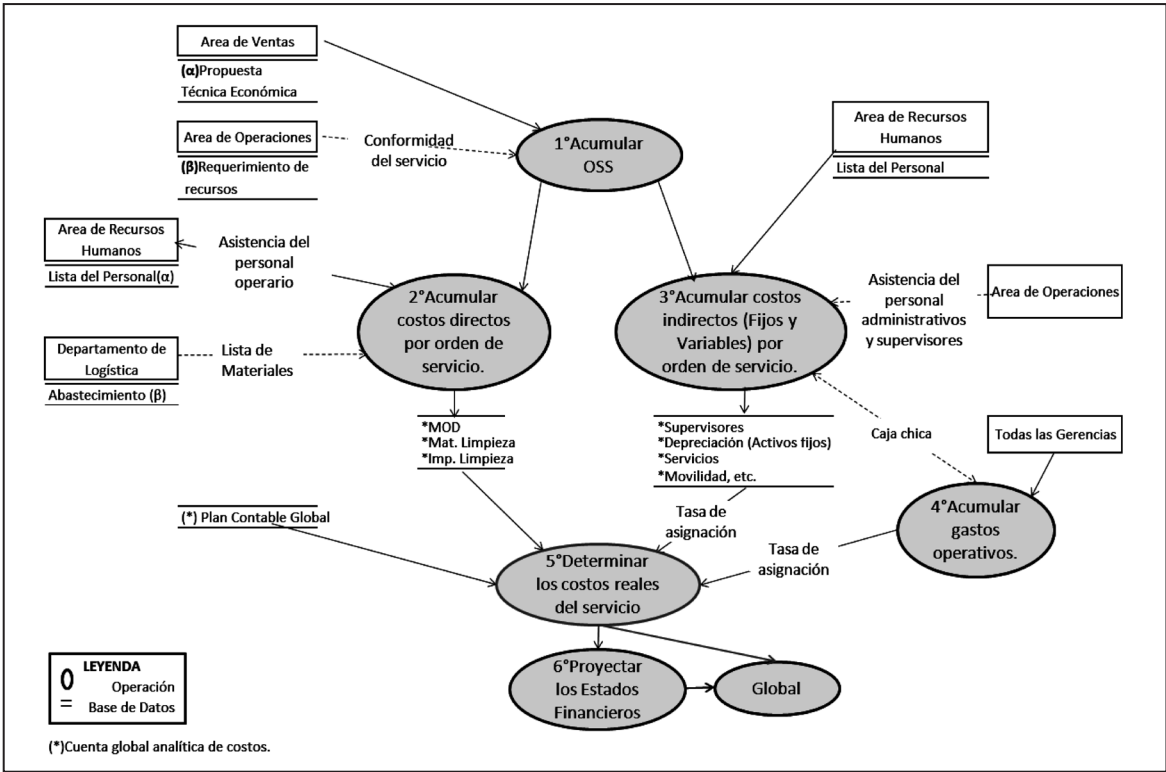 Area de Ventas
(α)Propuesta
Técnica Económica
Area de Operaciones
(β)Requerimiento de
recursos
Conformidad
del servicio
1°Acumular
OSS
Area de Recursos
Humanos
Lista del Personal
Area de Recursos
Humanos
Lista del Personal(α)
Asistencia del
personal
operario
Departamento de
Logística
Abastecimiento (β)
Lista de
Materiales
2°Acumular
costos directos
por orden de
servicio.
3°Acumular costos
indirectos (Fijos y
Variables) por
orden de servicio.
Asistencia del
personal
administrativos
y supervisores
Area de Operaciones
*MOD
*Mat. Limpieza
*Imp. Limpieza
*Supervisores
*Depreciación (Activos fijos)
*Servicios
*Movilidad, etc.
Caja chica
Todas las Gerencias
4°Acumular
gastos
operativos.
(*) Plan Contable Global
Tasa de
asignación
Tasa de
asignación
5°Determinar
los costos reales
del servicio
6°Proyectar
los Estados
Financieros
Global
LEYENDA
Operación
Base de Datos
(*)Cuenta global analítica de costos.